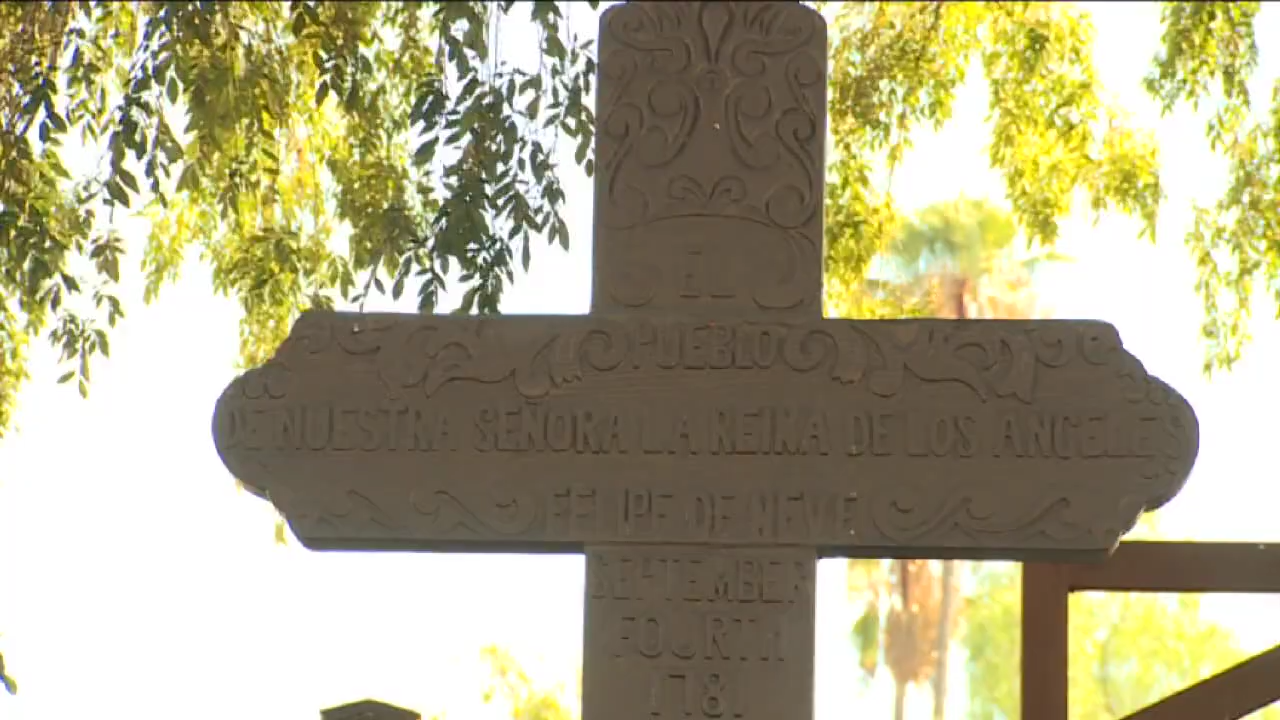 EL
PUEBLO
DE NUESTRA SEÑORA LA REINA DE LOS ANGELES
FELIPE DE NEVE
SEPTEMBER
FOURTH
1781